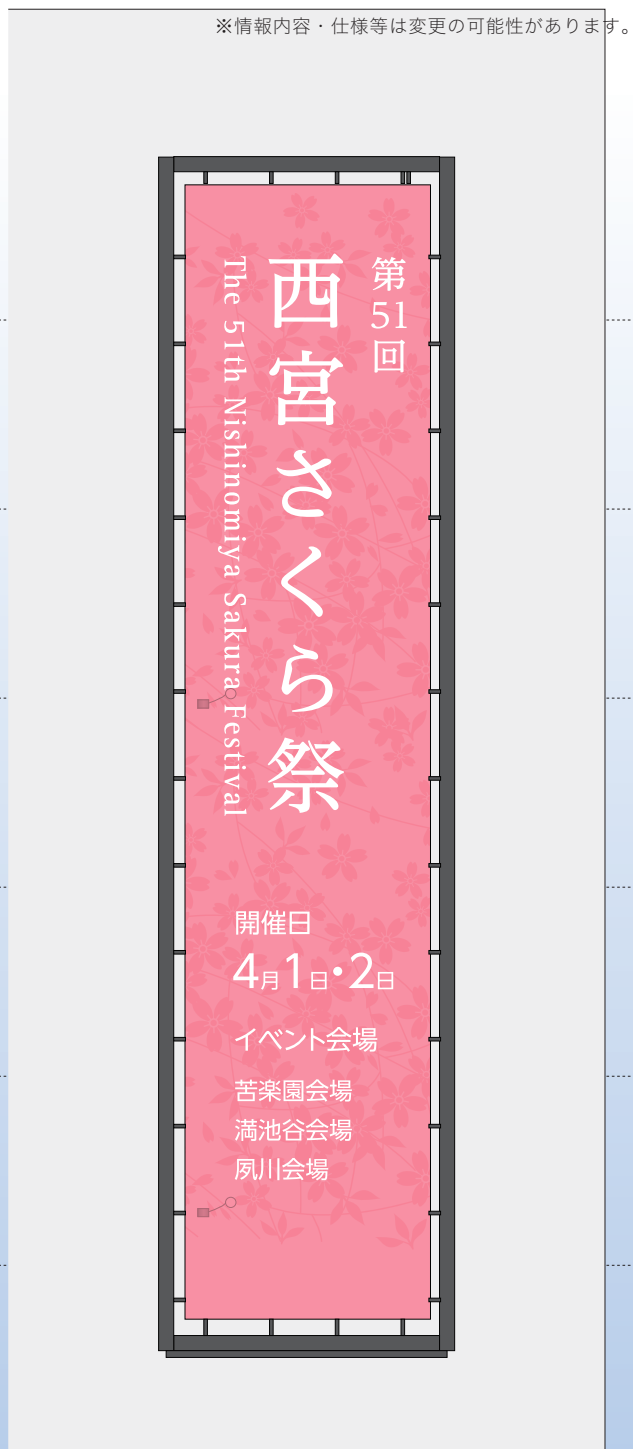 ※情報内容・仕様等は変更の可能性があります。
第51回
西宮さくら祭
The 51th Nishinomiya Sakura Festival
開催日
4月1日・2日
イベント会場
苦楽園会場
満池谷会場
夙川会場